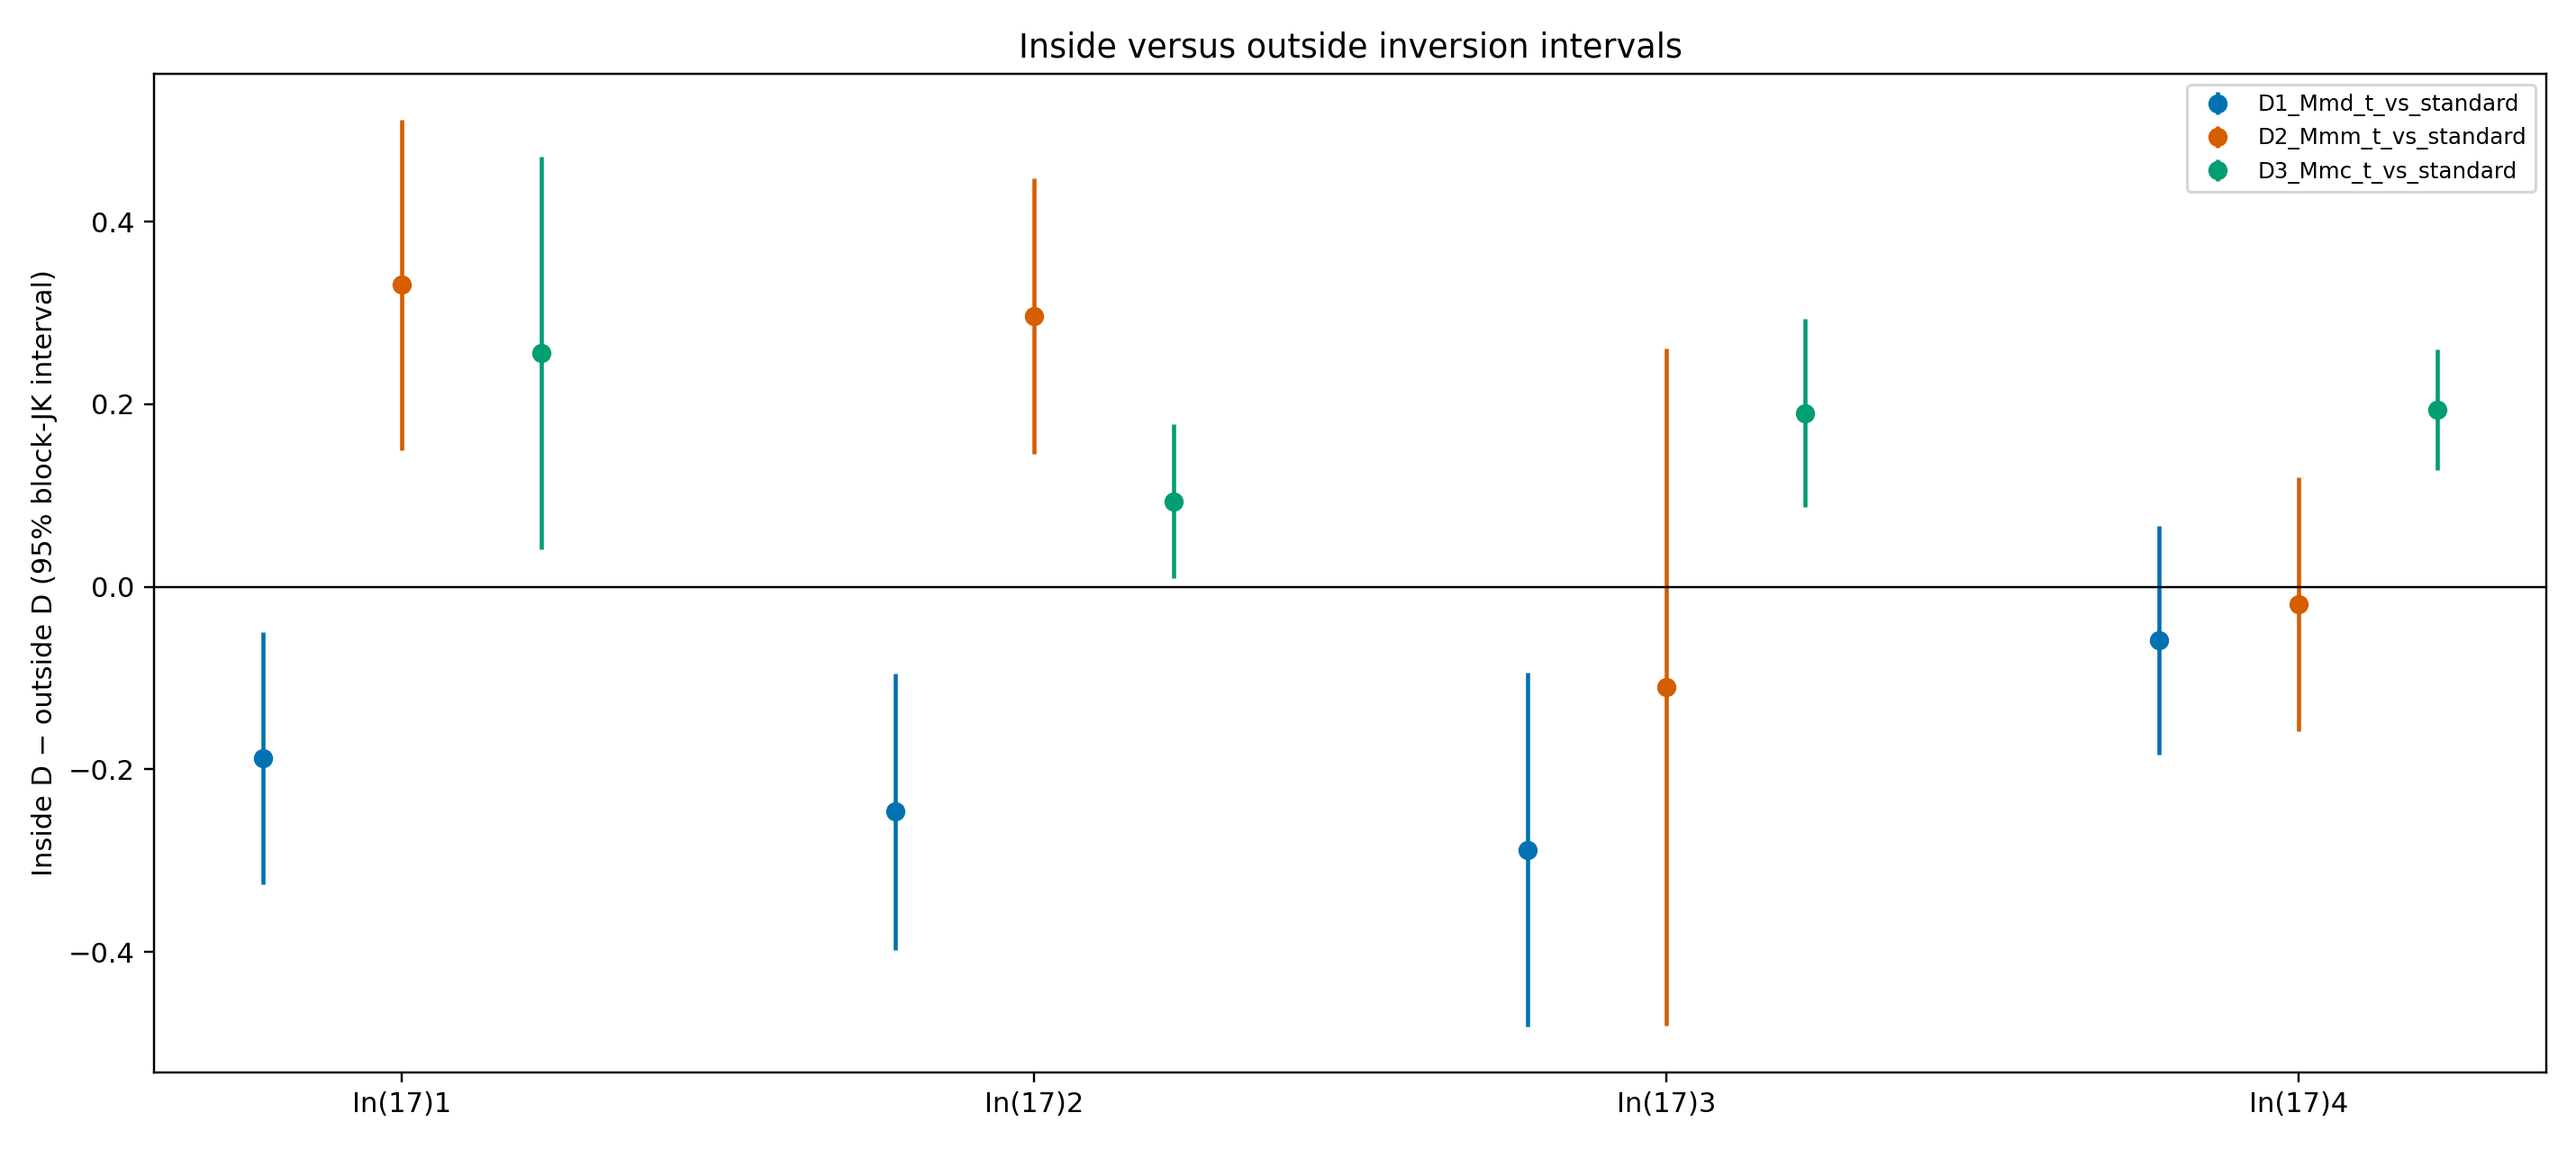 Inside versus outside inversion intervals
D1_Mmd_t_vs_standard
D2_Mmm_t_vs_standard
D3_Mmc_t_vs_standard
Inside D − outside D (95% block-JK interval)
0.4
0.2
0.0
−0.2
−0.4
In(17)1
In(17)2
In(17)3
In(17)4